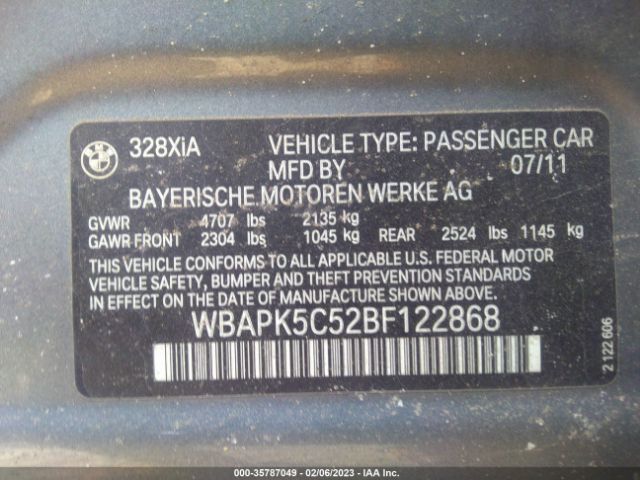 BMW
328XiA VEHICLE TYPE: PASSENGER CAR
MFD BY 07/11
BAYERISCHE MOTOREN WERKE AG
GVWR 4707 lbs 2135 kg
GAWR FRONT 2304 lbs 1045 kg REAR 2524 lbs 1145 kg
THIS VEHICLE CONFORMS TO ALL APPLICABLE U.S. FEDERAL MOTOR
VEHICLE SAFETY, BUMPER AND THEFT PREVENTION STANDARDS
IN EFFECT ON THE DATE OF MANUFACTURE SHOWN ABOVE.
WBAPK5C52BF122868
2 122 606
000-35787049 - 02/06/2023 - IAA Inc.